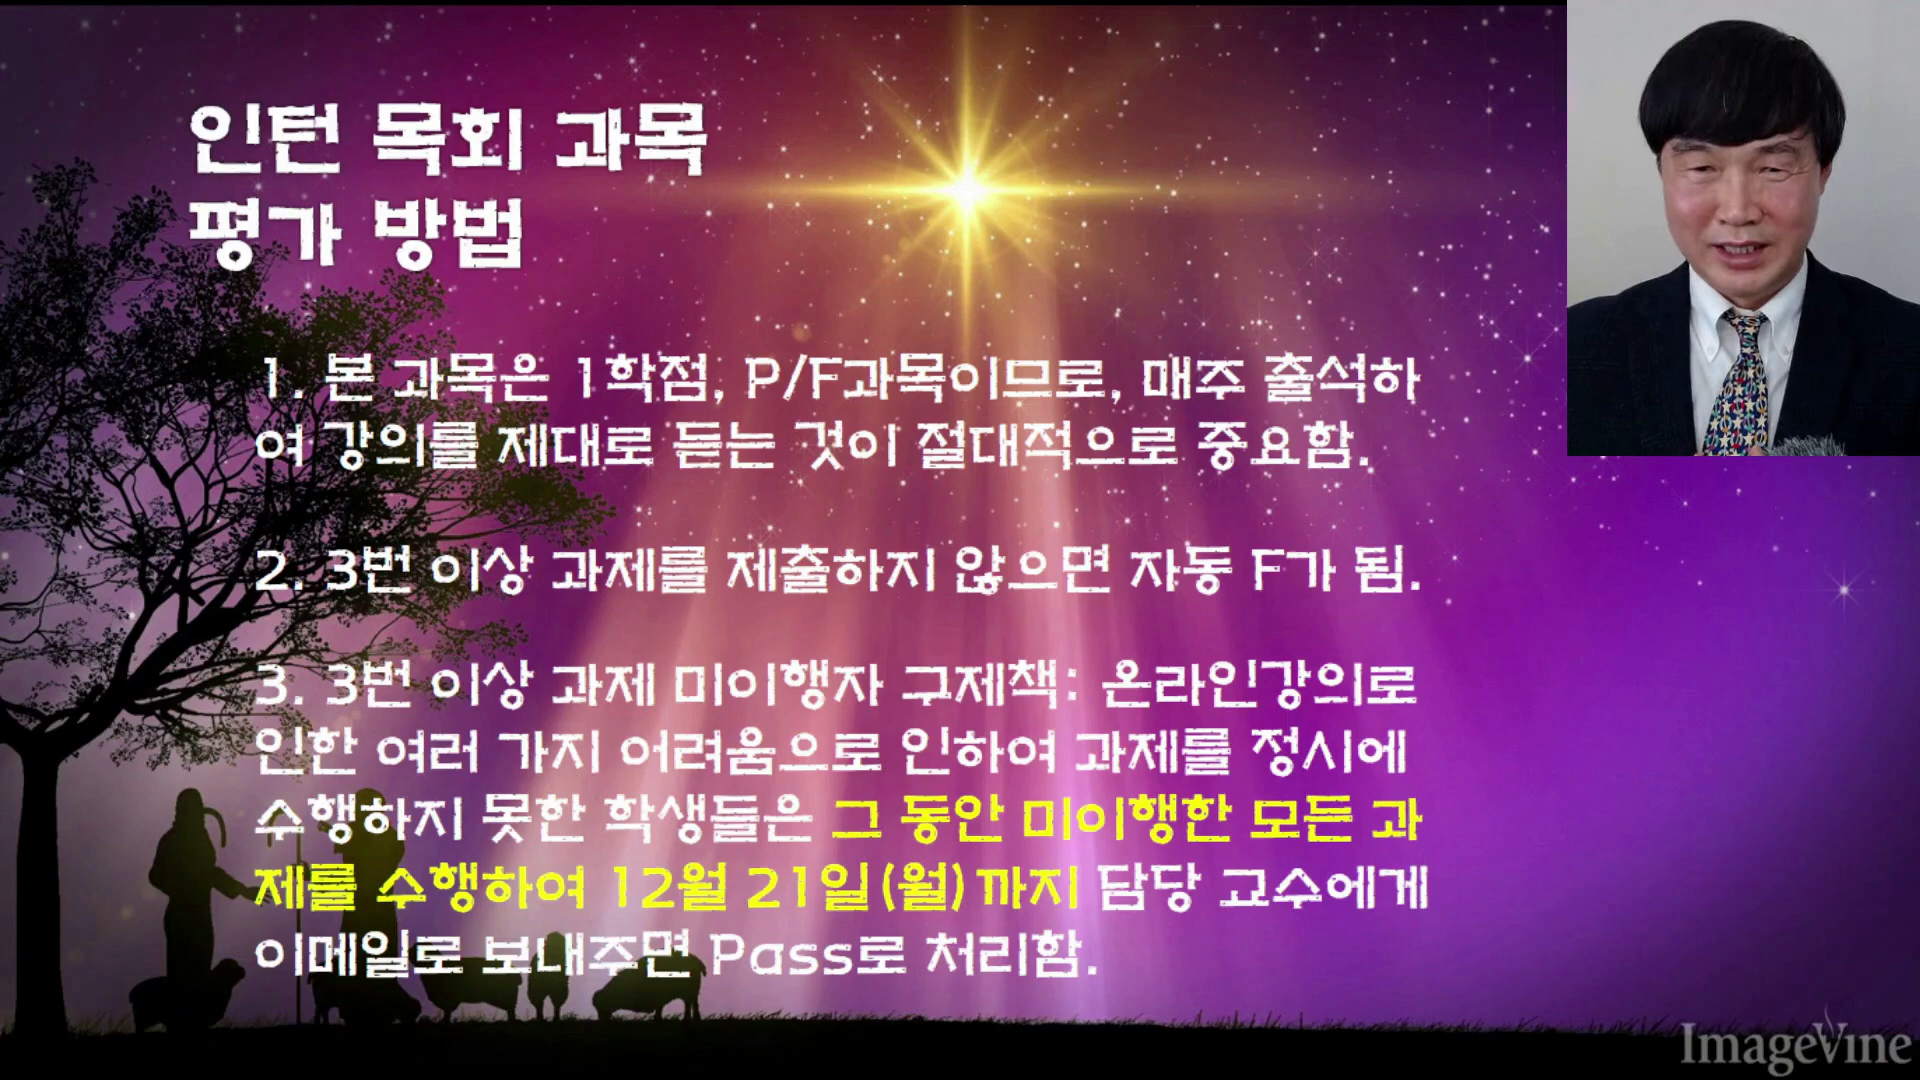 인턴 목회 과목
평가 방법
1. 본 과목은 1학점, P/F과목이므로, 매주 출석하
여 강의를 제대로 듣는 것이 절대적으로 중요함.
2. 3번 이상 과제를 제출하지 않으면 자동 F가 됨.
3. 3번 이상 과제 미이행자 구제책: 온라인강의로
인한 여러 가지 어려움으로 인하여 과제를 정시에
수행하지 못한 학생들은 그 동안 미이행한 모든 과
제를 수행하여 12월 21일(월)까지 담당 교수에게
이메일로 보내주면 Pass로 처리함.
ImageVine